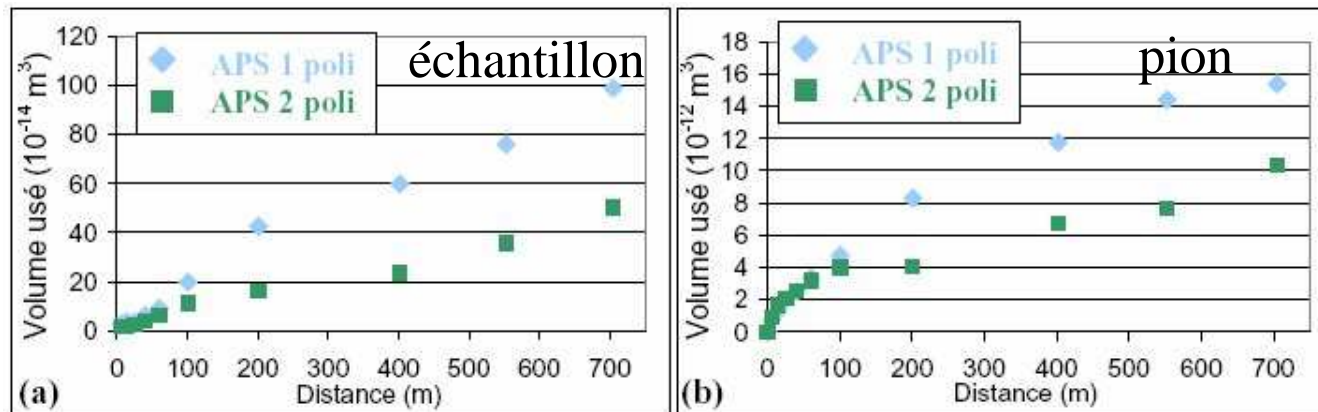 échantillon
APS 1 poli
APS 2 poli
Volume usé (10⁻¹⁴ m³)
120
100
80
60
40
20
0
0 100 200 300 400 500 600 700
Distance (m)
(a)
pion
APS 1 poli
APS 2 poli
Volume usé (10⁻¹² m³)
18
16
14
12
10
8
6
4
2
0
0 100 200 300 400 500 600 700
Distance (m)
(b)